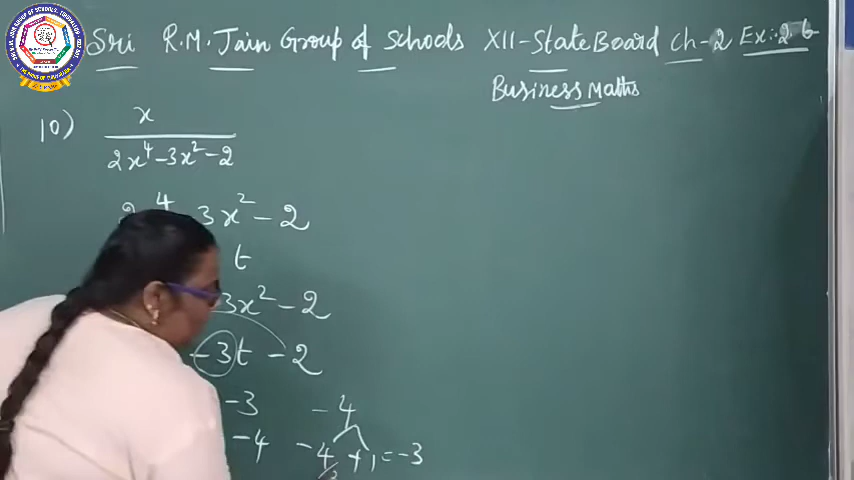 Sri R.M. Jain Group of Schools XII-State Board Ch-2 Ex:-2.6
Business Maths
10) x
2x⁴-3x²-2
4 3x²-2
t
3x²-2
-3t-2
-3 -4
-4 -4 +1=-3